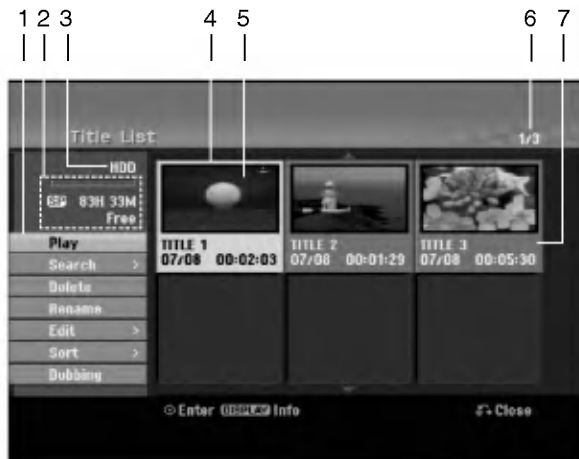 1 2 3 4 5 6 7
Title List
1/3
HDD
SP 83H 33M
Free
Play
Search >
Delete
Rename
Edit >
Sort >
Dubbing
TITLE 1
07/08 00:02:03
TITLE 2
07/08 00:01:29
TITLE 3
07/08 00:05:30
Enter DISPLAY Info
Close